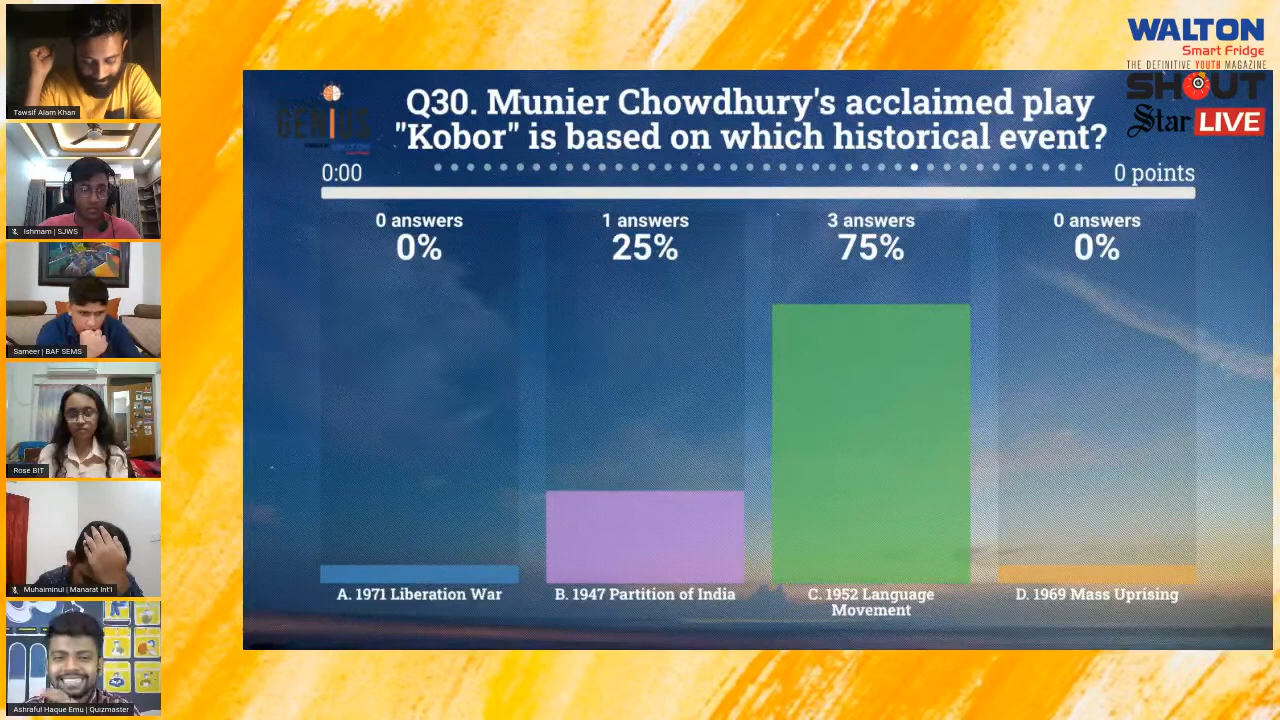 WALTON
Smart Fridge
THE DEFINITIVE YOUTH MAGAZINE
SHOUT
Star LIVE
GENIUS
Q30. Munier Chowdhury's acclaimed play
"Kobor" is based on which historical event?
0:00
0 points
0 answers
0%
1 answers
25%
3 answers
75%
0 answers
0%
A. 1971 Liberation War
B. 1947 Partition of India
C. 1952 Language
Movement
D. 1969 Mass Uprising
Tawsif Alam Khan
Ishmam | SJWS
Sameer | BAF SEMS
Rose BIT
Muhaiminul | Manarat Int'l
Ashraful Haque Emu | Quizmaster